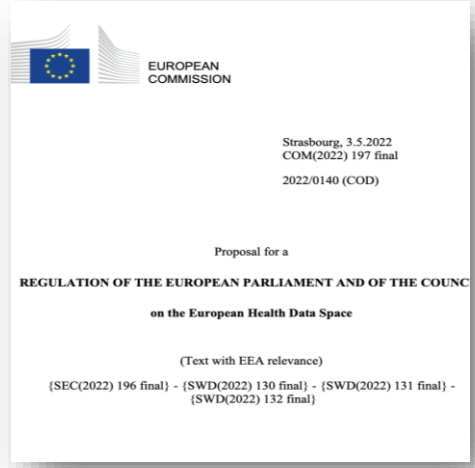 EUROPEAN
COMMISSION
Strasbourg, 3.5.2022
COM(2022) 197 final
2022/0140 (COD)
Proposal for a
REGULATION OF THE EUROPEAN PARLIAMENT AND OF THE COUNC
on the European Health Data Space
(Text with EEA relevance)
{SEC(2022) 196 final} - {SWD(2022) 130 final} - {SWD(2022) 131 final} -
{SWD(2022) 132 final}